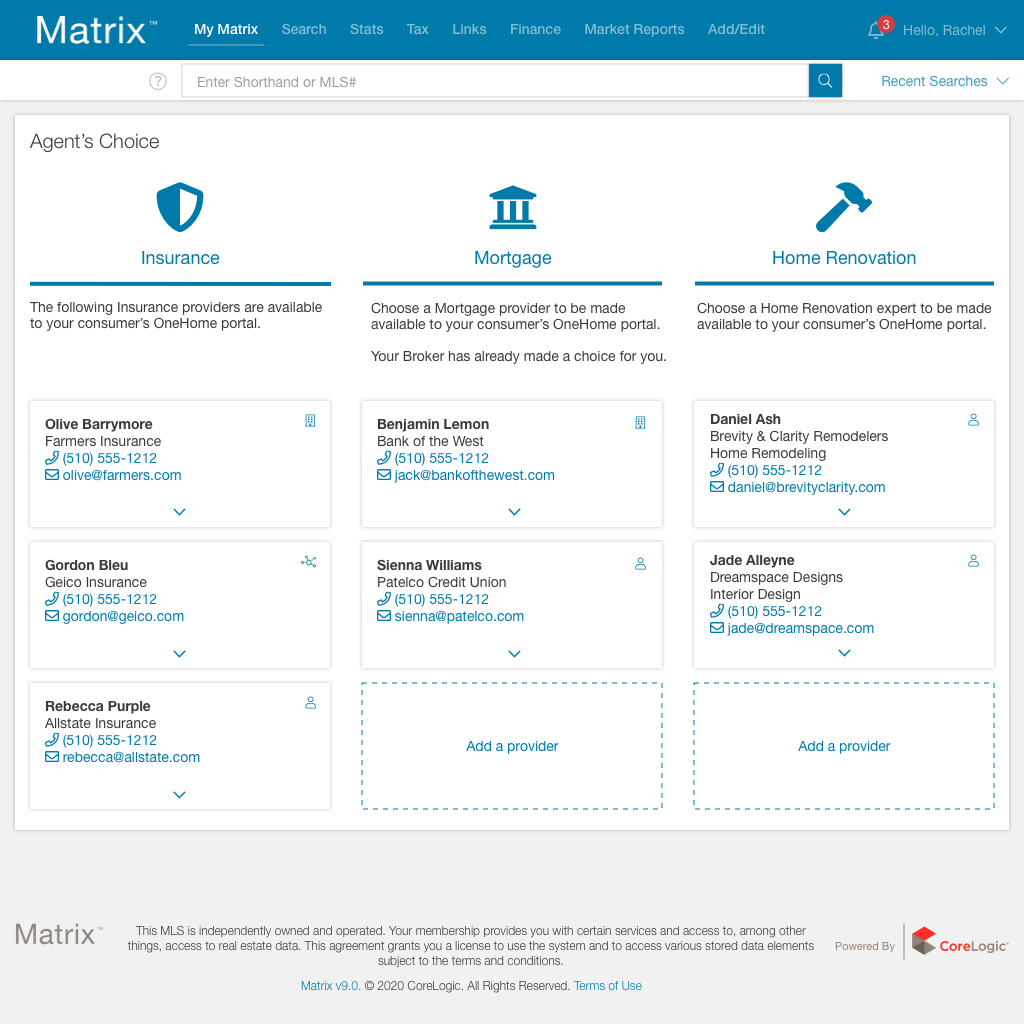 Matrix™
My Matrix
Search
Stats
Tax
Links
Finance
Market Reports
Add/Edit
3
Hello, Rachel
?
Enter Shorthand or MLS#
Recent Searches
Agent's Choice
Insurance
The following Insurance providers are available
to your consumer's OneHome portal.
Mortgage
Choose a Mortgage provider to be made
available to your consumer's OneHome portal.
Your Broker has already made a choice for you.
Home Renovation
Choose a Home Renovation expert to be made
available to your consumer's OneHome portal.
Olive Barrymore
Farmers Insurance
(510) 555-1212
olive@farmers.com
Benjamin Lemon
Bank of the West
(510) 555-1212
jack@bankofthewest.com
Daniel Ash
Brevity & Clarity Remodelers
Home Remodeling
(510) 555-1212
daniel@brevityclarity.com
Gordon Bleu
Geico Insurance
(510) 555-1212
gordon@geico.com
Sienna Williams
Patelco Credit Union
(510) 555-1212
sienna@patelco.com
Jade Alleyne
Dreamspace Designs
Interior Design
(510) 555-1212
jade@dreamspace.com
Rebecca Purple
Allstate Insurance
(510) 555-1212
rebecca@allstate.com
Add a provider
Add a provider
Matrix™
This MLS is independently owned and operated. Your membership provides you with certain services and access to, among other
things, access to real estate data. This agreement grants you a license to use the system and to access various stored data elements
subject to the terms and conditions.
Matrix v9.0. © 2020 CoreLogic. All Rights Reserved. Terms of Use
Powered By
CoreLogic